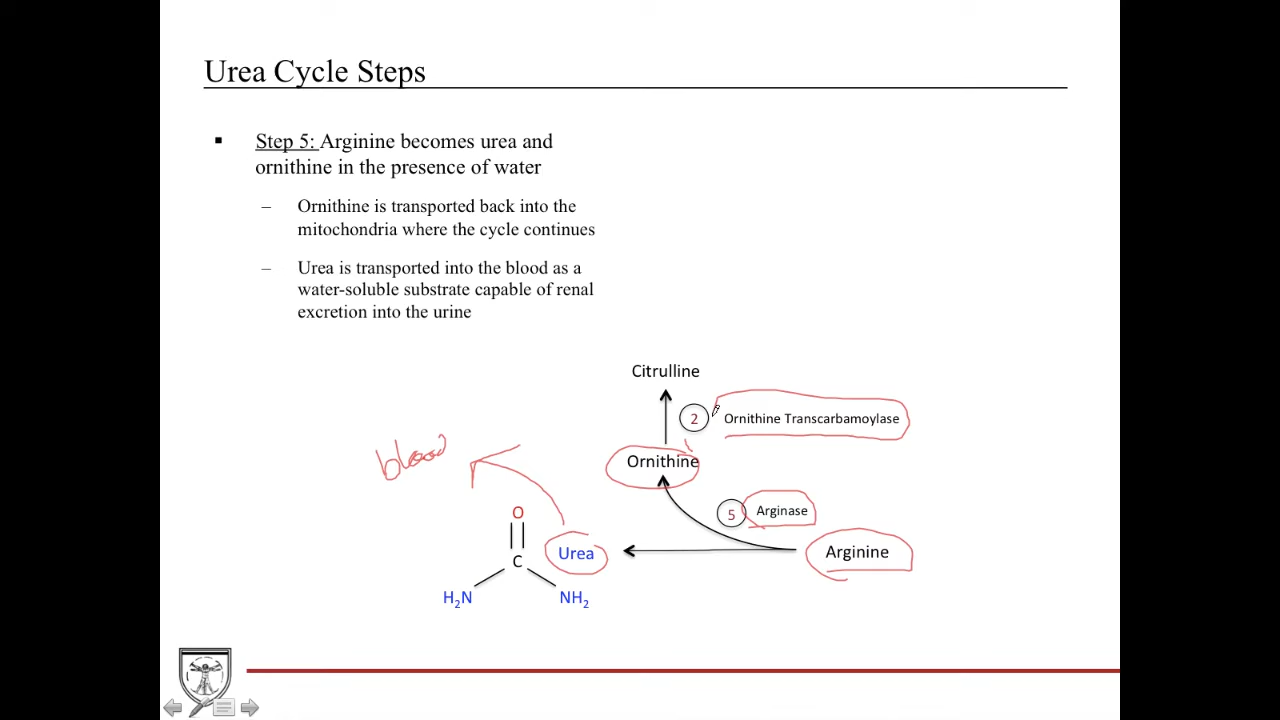 Urea Cycle Steps
▪ Step 5: Arginine becomes urea and
ornithine in the presence of water
– Ornithine is transported back into the
mitochondria where the cycle continues
– Urea is transported into the blood as a
water-soluble substrate capable of renal
excretion into the urine
Citrulline
2 Ornithine Transcarbamoylase
blood
Ornithine
5 Arginase
O
C
Urea
Arginine
H₂N
NH₂